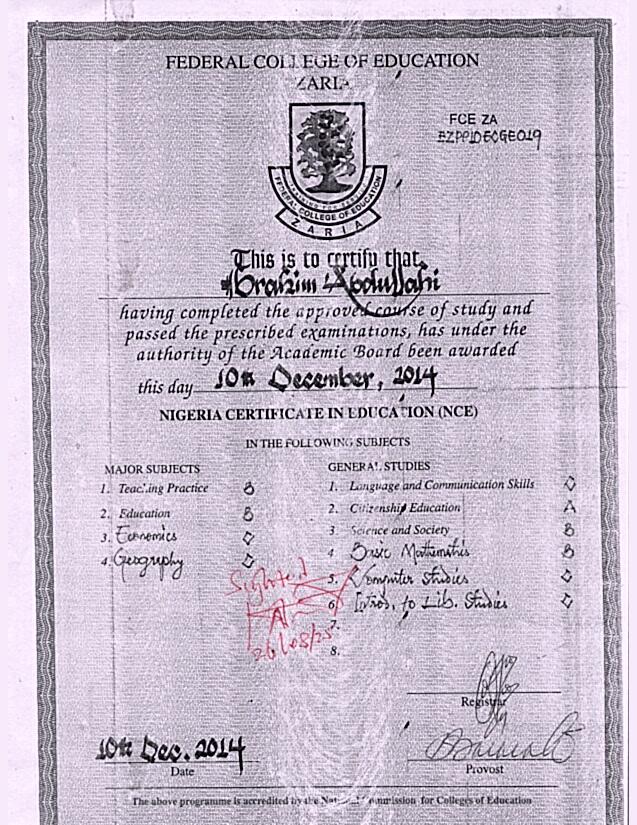 FEDERAL COLLEGE OF EDUCATION
ZARIA
FCE ZA
EZPPIDECGE019
FEDERAL COLLEGE OF EDUCATION
ZARIA
This is to certify that
Ibrahim Abdullahi
having completed the approved course of study and
passed the prescribed examinations, has under the
authority of the Academic Board been awarded
this day 10th December, 2014
NIGERIA CERTIFICATE IN EDUCATION (NCE)
IN THE FOLLOWING SUBJECTS
MAJOR SUBJECTS
1. Teaching Practice B
2. Education B
3. Economics
4. Geography
GENERAL STUDIES
1. Language and Communication Skills
2. Citizenship Education A
3 Science and Society B
4 Basic Mathematics B
5. Computer Studies
6 Introd. to Lib. Studies
7.
8.
Sighted
26/08/25
Registrar
10th Dec. 2014
Date
Provost
The above programme is accredited by the National Commission for Colleges of Education